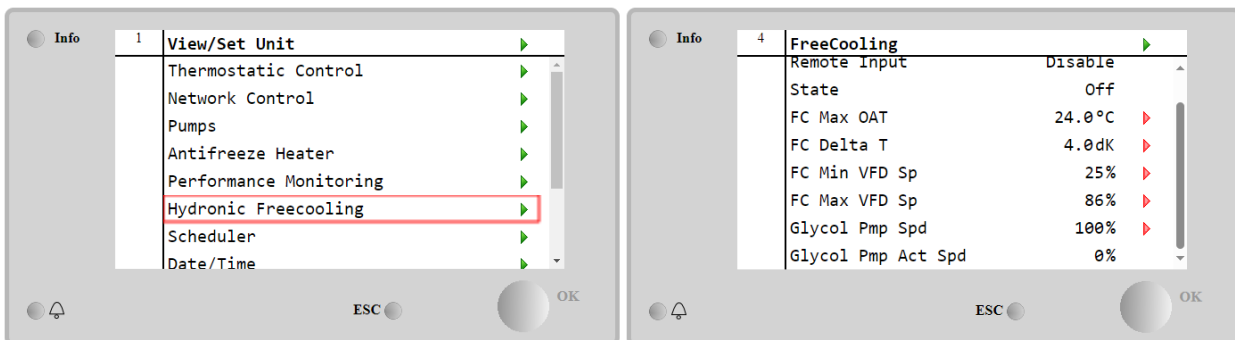 Info
1 View/Set Unit
Thermostatic Control
Network Control
Pumps
Antifreeze Heater
Performance Monitoring
Hydronic Freecooling
Scheduler
Date/Time
ESC
OK
Info
4 FreeCooling
Remote Input Disable
State Off
FC Max OAT 24.0°C
FC Delta T 4.0dK
FC Min VFD Sp 25%
FC Max VFD Sp 86%
Glycol Pmp Spd 100%
Glycol Pmp Act Spd 0%
ESC
OK